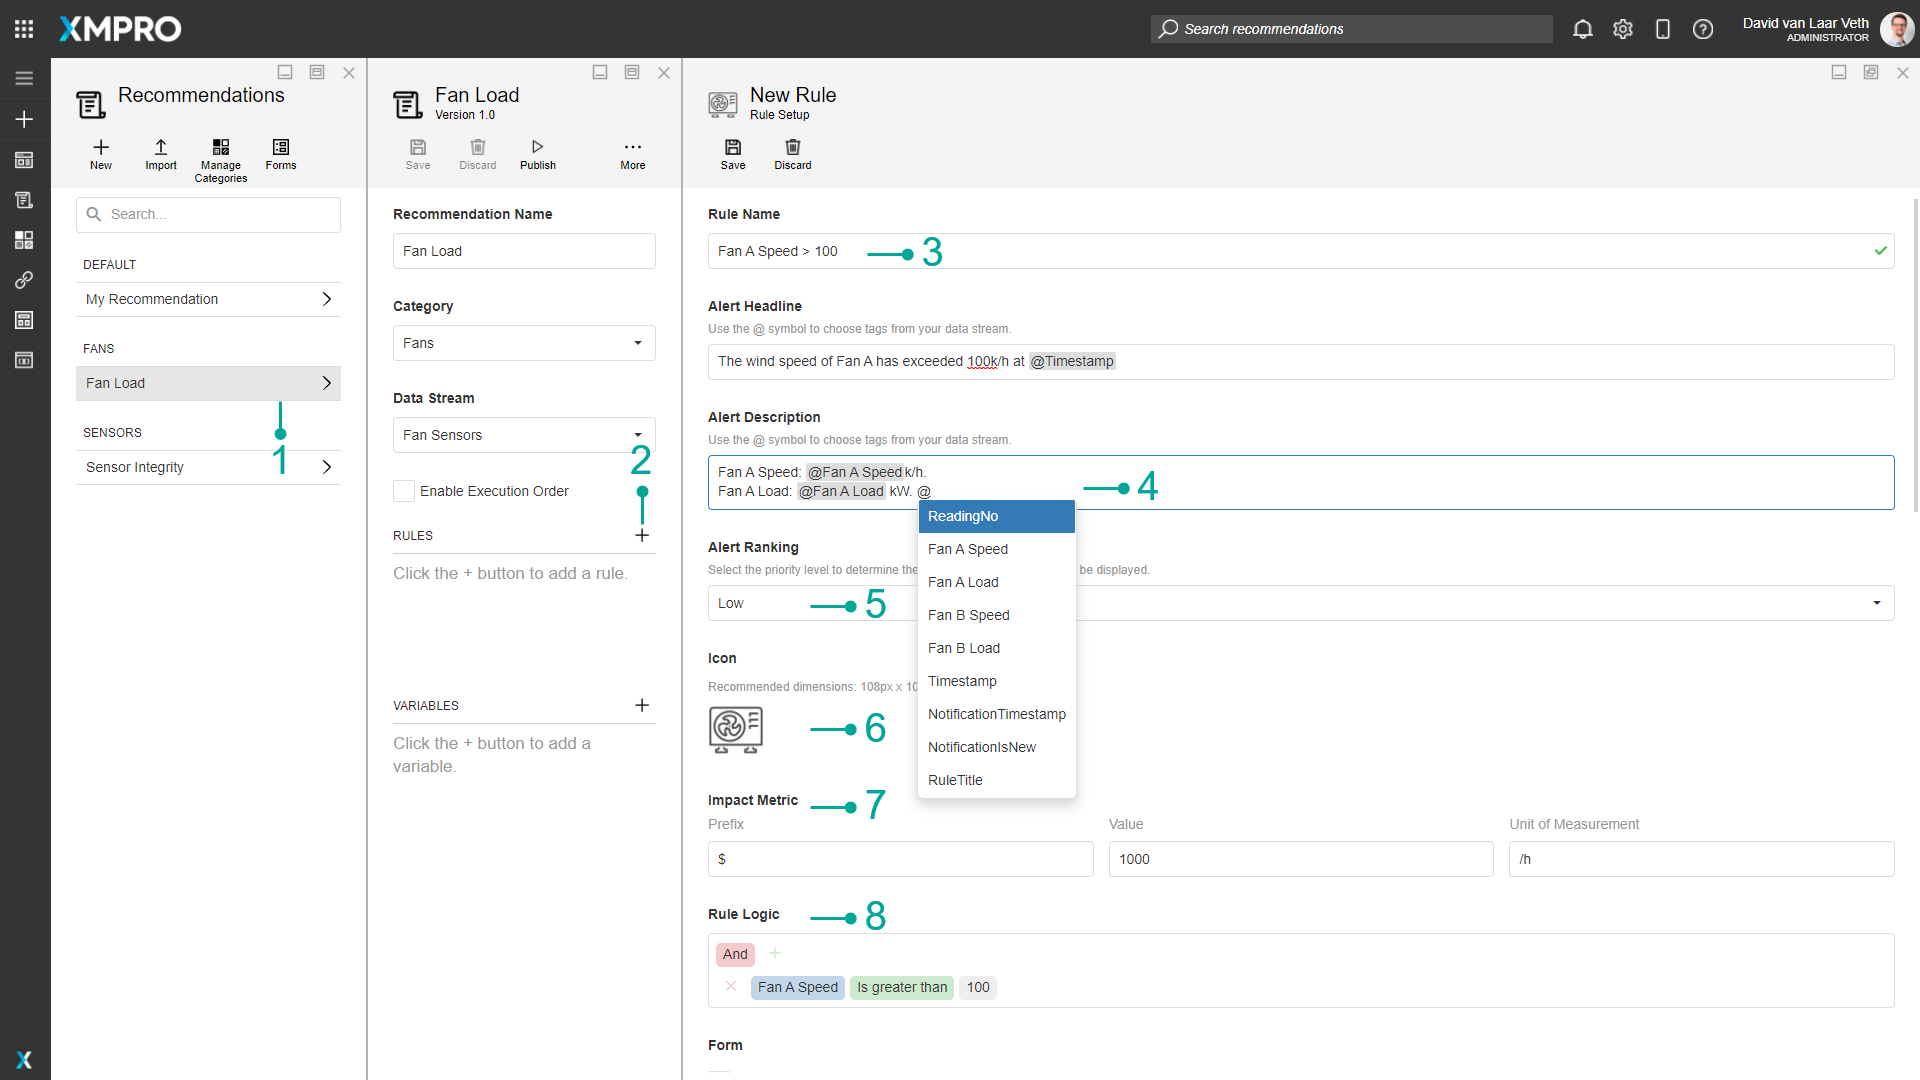 XMPRO
Search recommendations
David van Laar Veth
ADMINISTRATOR
Recommendations
New
Import
Manage
Categories
Forms
Search...
DEFAULT
My Recommendation
FANS
Fan Load
1
SENSORS
Sensor Integrity
Fan Load
Version 1.0
Save
Discard
Publish
More
Recommendation Name
Fan Load
Category
Fans
Data Stream
Fan Sensors
2
Enable Execution Order
RULES
Click the + button to add a rule.
VARIABLES
Click the + button to add a
variable.
New Rule
Rule Setup
Save
Discard
Rule Name
Fan A Speed > 100
3
Alert Headline
Use the @ symbol to choose tags from your data stream.
The wind speed of Fan A has exceeded 100k/h at @Timestamp
Alert Description
Use the @ symbol to choose tags from your data stream.
Fan A Speed: @Fan A Speed k/h.
Fan A Load: @Fan A Load kW. @
4
ReadingNo
Fan A Speed
Fan A Load
Fan B Speed
Fan B Load
Timestamp
NotificationTimestamp
NotificationIsNew
RuleTitle
Alert Ranking
Select the priority level to determine the be displayed.
Low
5
Icon
Recommended dimensions: 108px x 10
6
Impact Metric
7
Prefix
Value
Unit of Measurement
$
1000
/h
Rule Logic
8
And
Fan A Speed Is greater than 100
Form